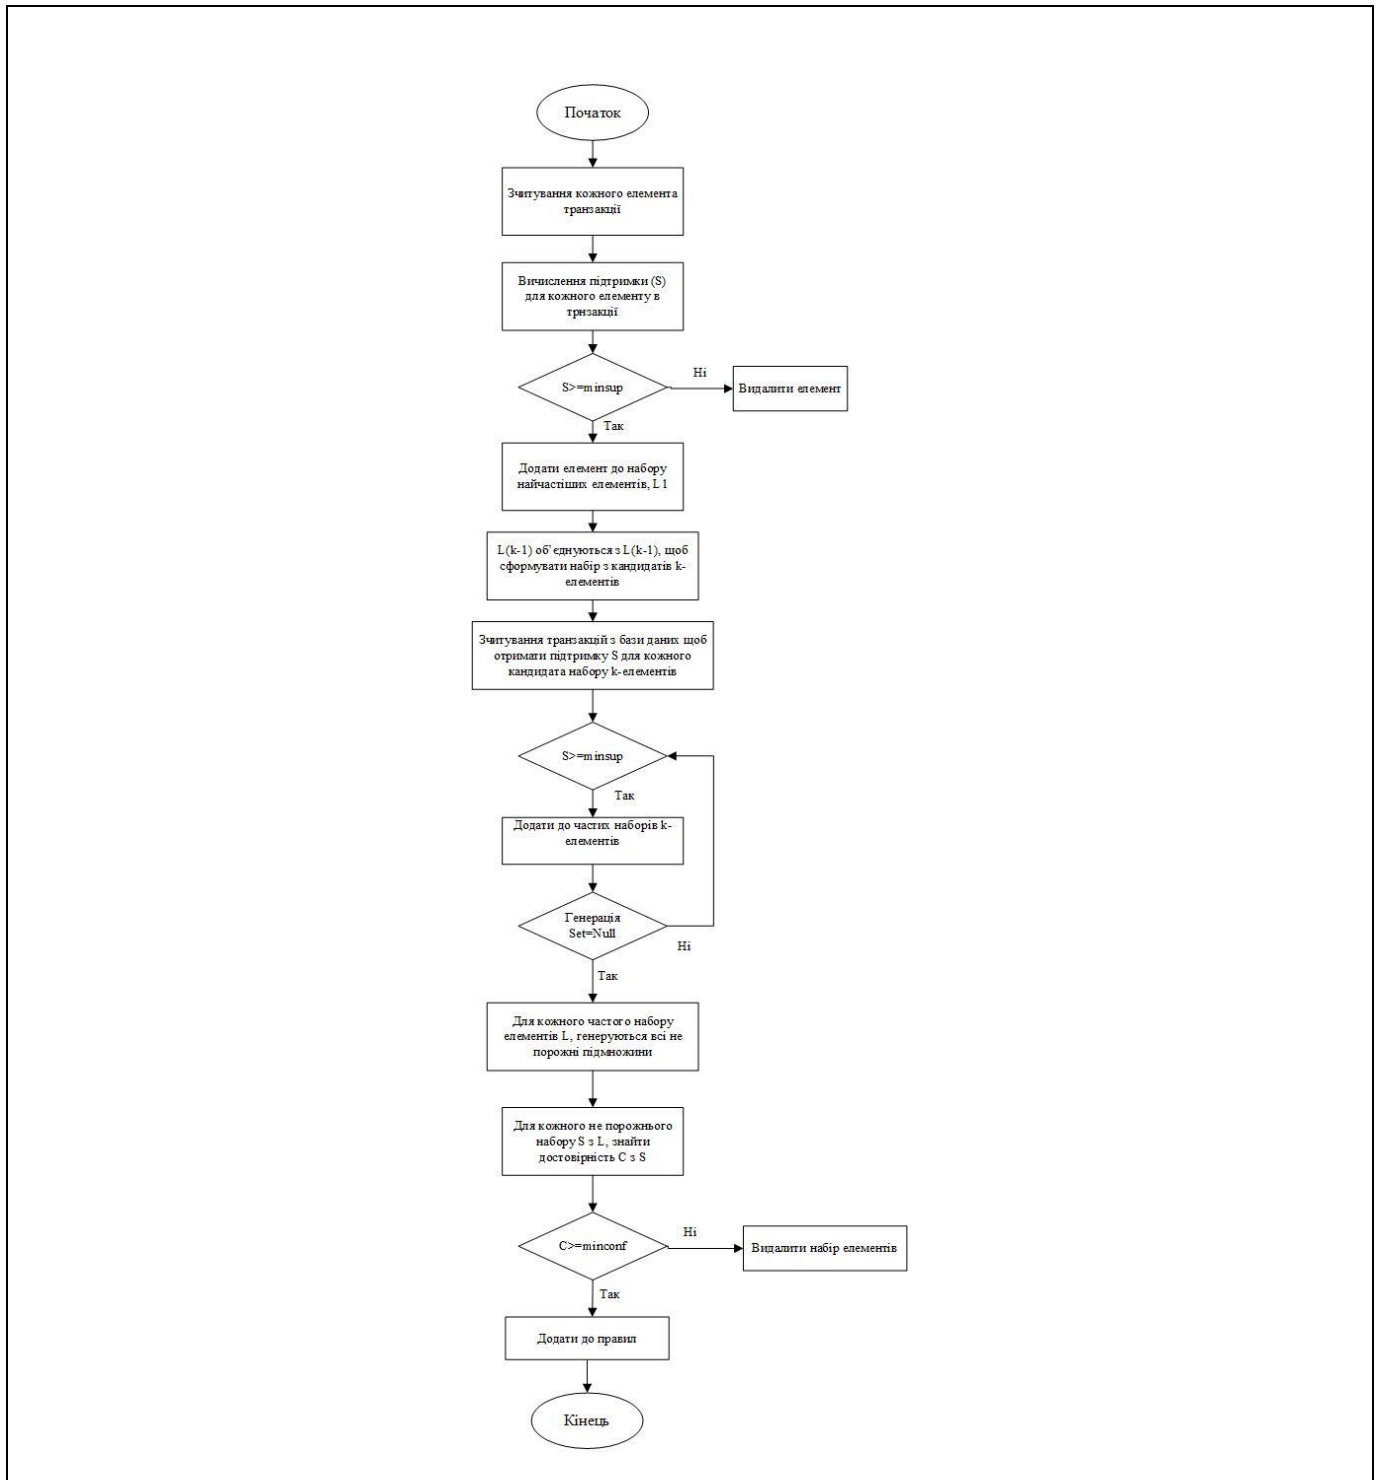 Початок
Зчитування кожного елемента
транзакції
Вичислення підтримки (S)
для кожного елементу в
трнзакції
S>=minsup
Ні
Видалити елемент
Так
Додати елемент до набору
найчастіших елементів, L1
L(k-1) об’єднуються з L(k-1), щоб
сформувати набір з кандидатів k-
елементів
Зчитування транзакцій з бази даних щоб
отримати підтримку S для кожного
кандидата набору k-елементів
S>=minsup
Так
Додати до частих наборів k-
елементів
Генерація
Set=Null
Ні
Так
Для кожного частого набору
елементів L, генеруються всі не
порожні підмножини
Для кожного не порожнього
набору S з L, знайти
достовірність C з S
C>=minconf
Ні
Видалити набір елементів
Так
Додати до правил
Кінець